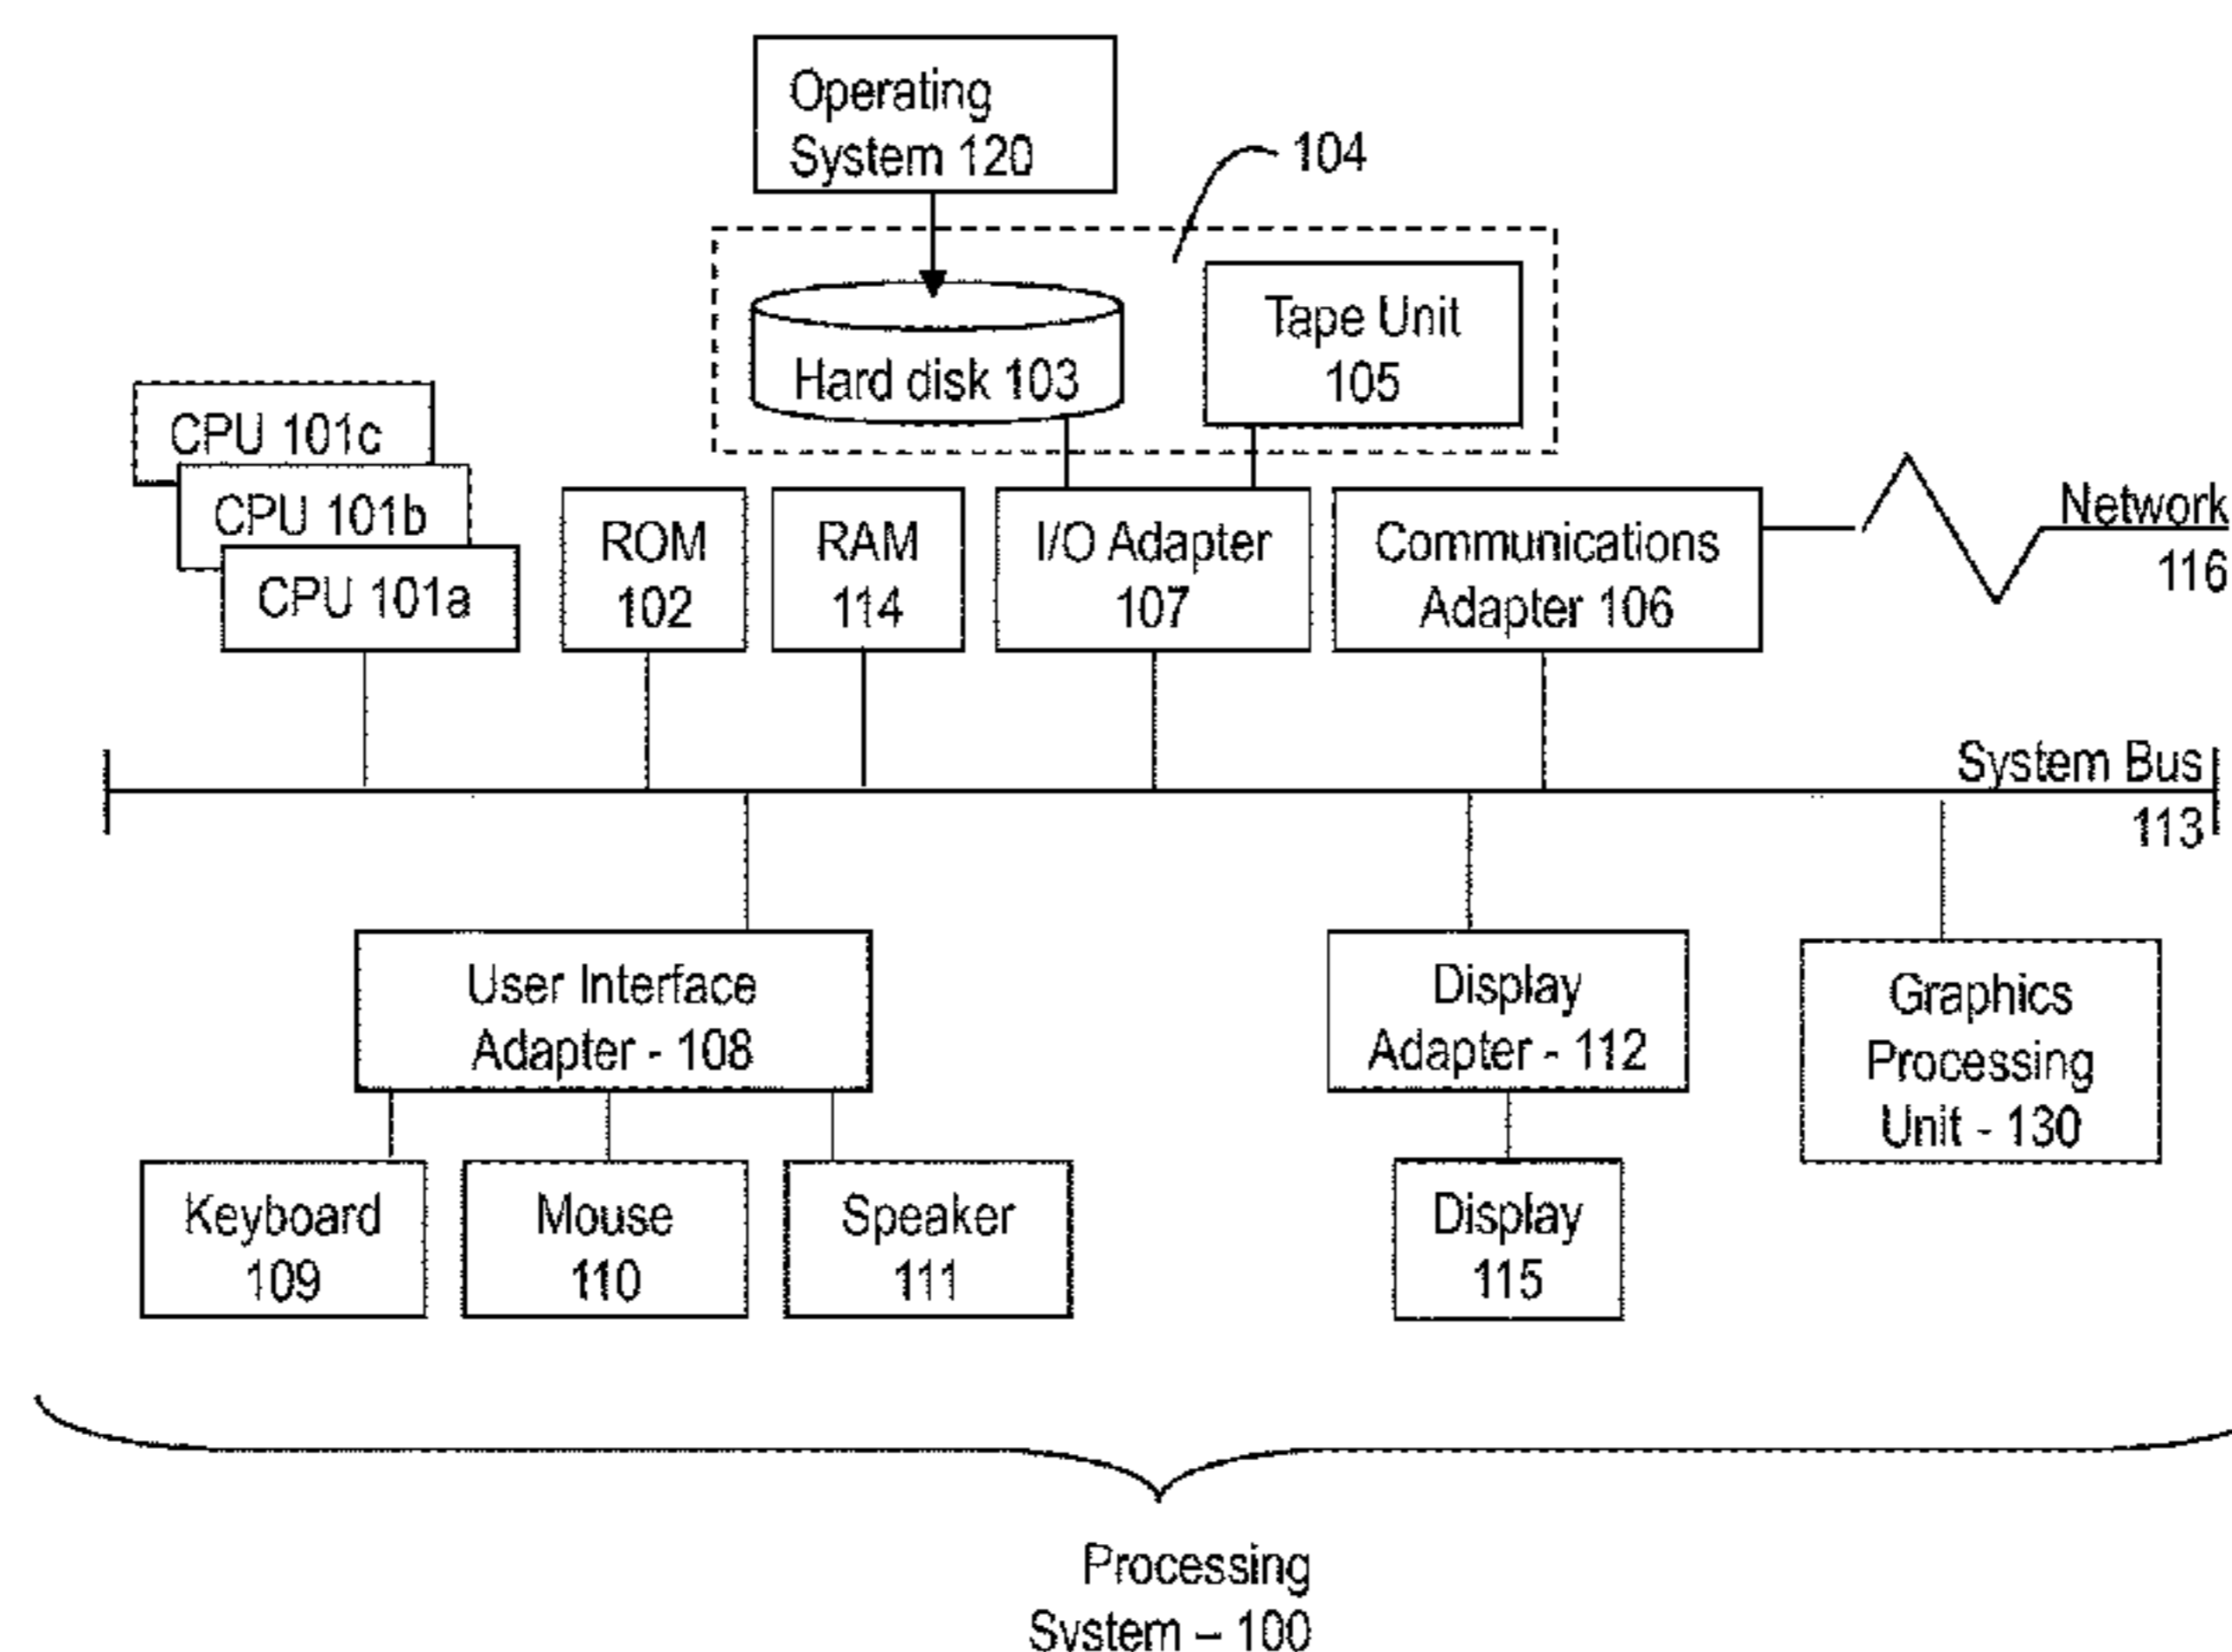 Operating
System 120
104
Hard disk 103
Tape Unit
105
CPU 101c
CPU 101b
CPU 101a
ROM
102
RAM
114
I/O Adapter
107
Communications
Adapter 106
Network
116
System Bus
113
User Interface
Adapter - 108
Display
Adapter - 112
Graphics
Processing
Unit - 130
Keyboard
109
Mouse
110
Speaker
111
Display
115
Processing
System – 100